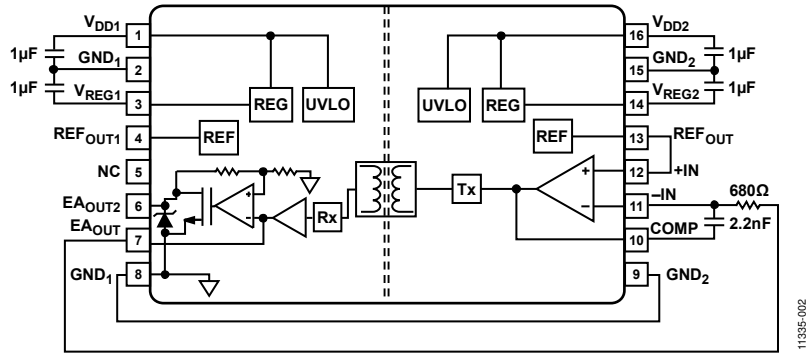 VDD1
1
1µF
GND1
2
1µF
VREG1
3
REG
UVLO
REFOUT1
4
REF
NC
5
EAOUT2
6
EAOUT
7
GND1
8
+
−
Rx
Tx
UVLO
REG
REF
+
−
16
VDD2
1µF
15
GND2
1µF
14
VREG2
13
REFOUT
12
+IN
11
−IN
680Ω
2.2nF
10
COMP
9
GND2
11335-002